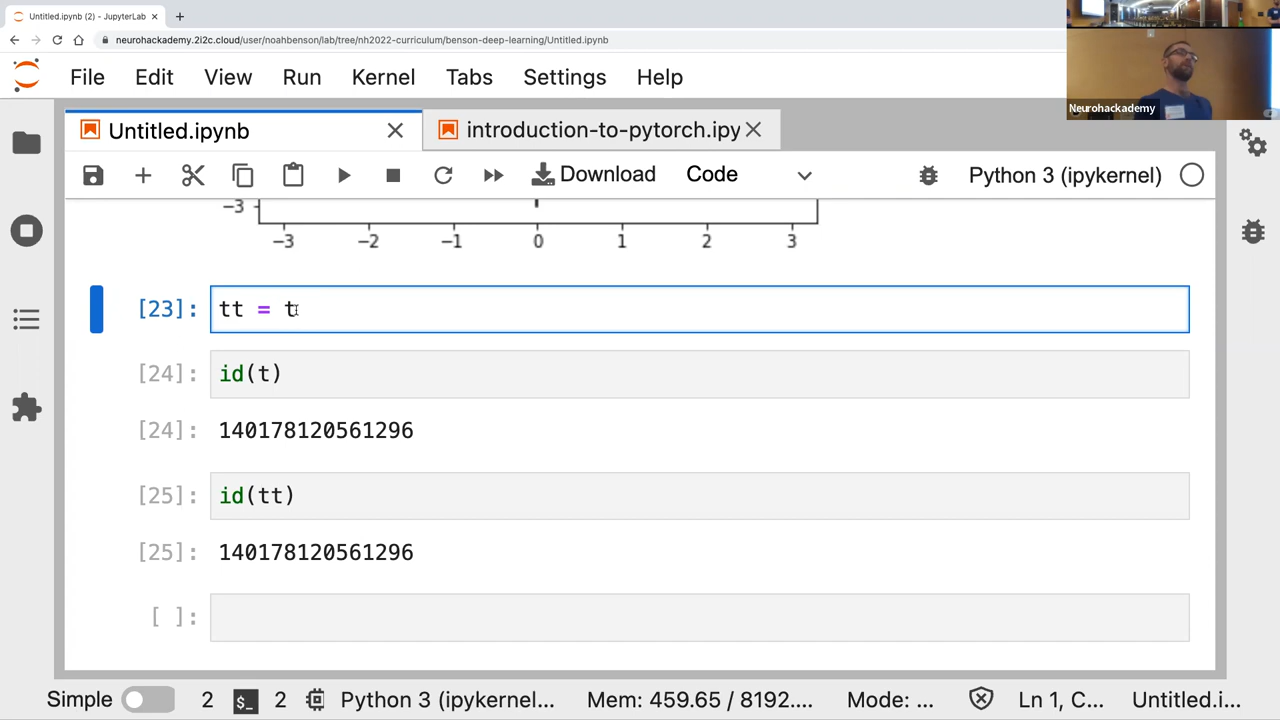 Untitled.ipynb (2) - JupyterLab
neurohackademy.2i2c.cloud/user/noahbenson/lab/tree/nh2022-curriculum/benson-deep-learning/Untitled.ipynb
File Edit View Run Kernel Tabs Settings Help
Neurohackademy
Untitled.ipynb
introduction-to-pytorch.ipy
Download Code Python 3 (ipykernel)
−3
−3 −2 −1 0 1 2 3
[23]: tt = t
[24]: id(t)
[24]: 140178120561296
[25]: id(tt)
[25]: 140178120561296
[ ]:
Simple 2 $_ 2 Python 3 (ipykernel... Mem: 459.65 / 8192.... Mode: ... Ln 1, C... Untitled.i...